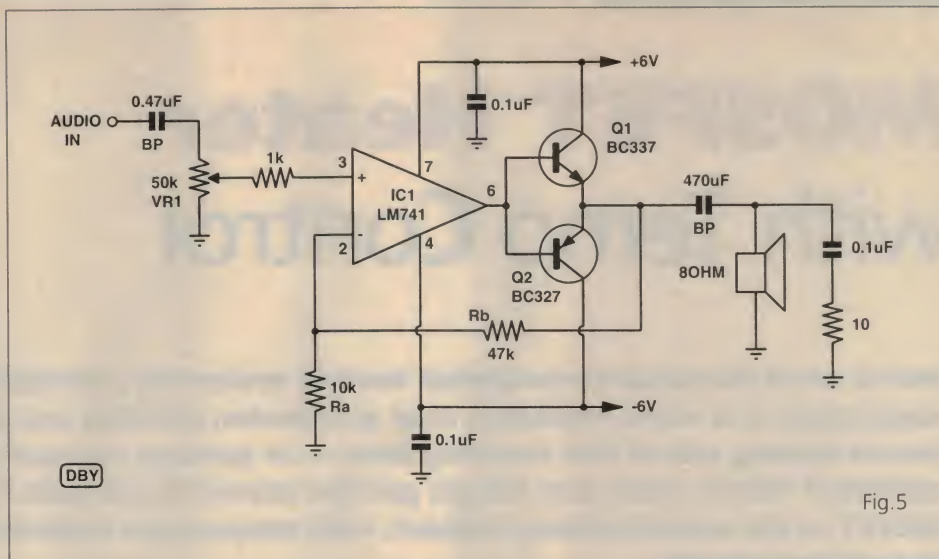 +6V
0.47uF
0.1uF
AUDIO
IN
BP
Q1
BC337
1k
3
7
470uF
50k
VR1
+
IC1
LM741
6
BP
-
2
4
0.1uF
8OHM
Q2
BC327
Rb
47k
10
10k
Ra
-6V
0.1uF
DBY
Fig.5